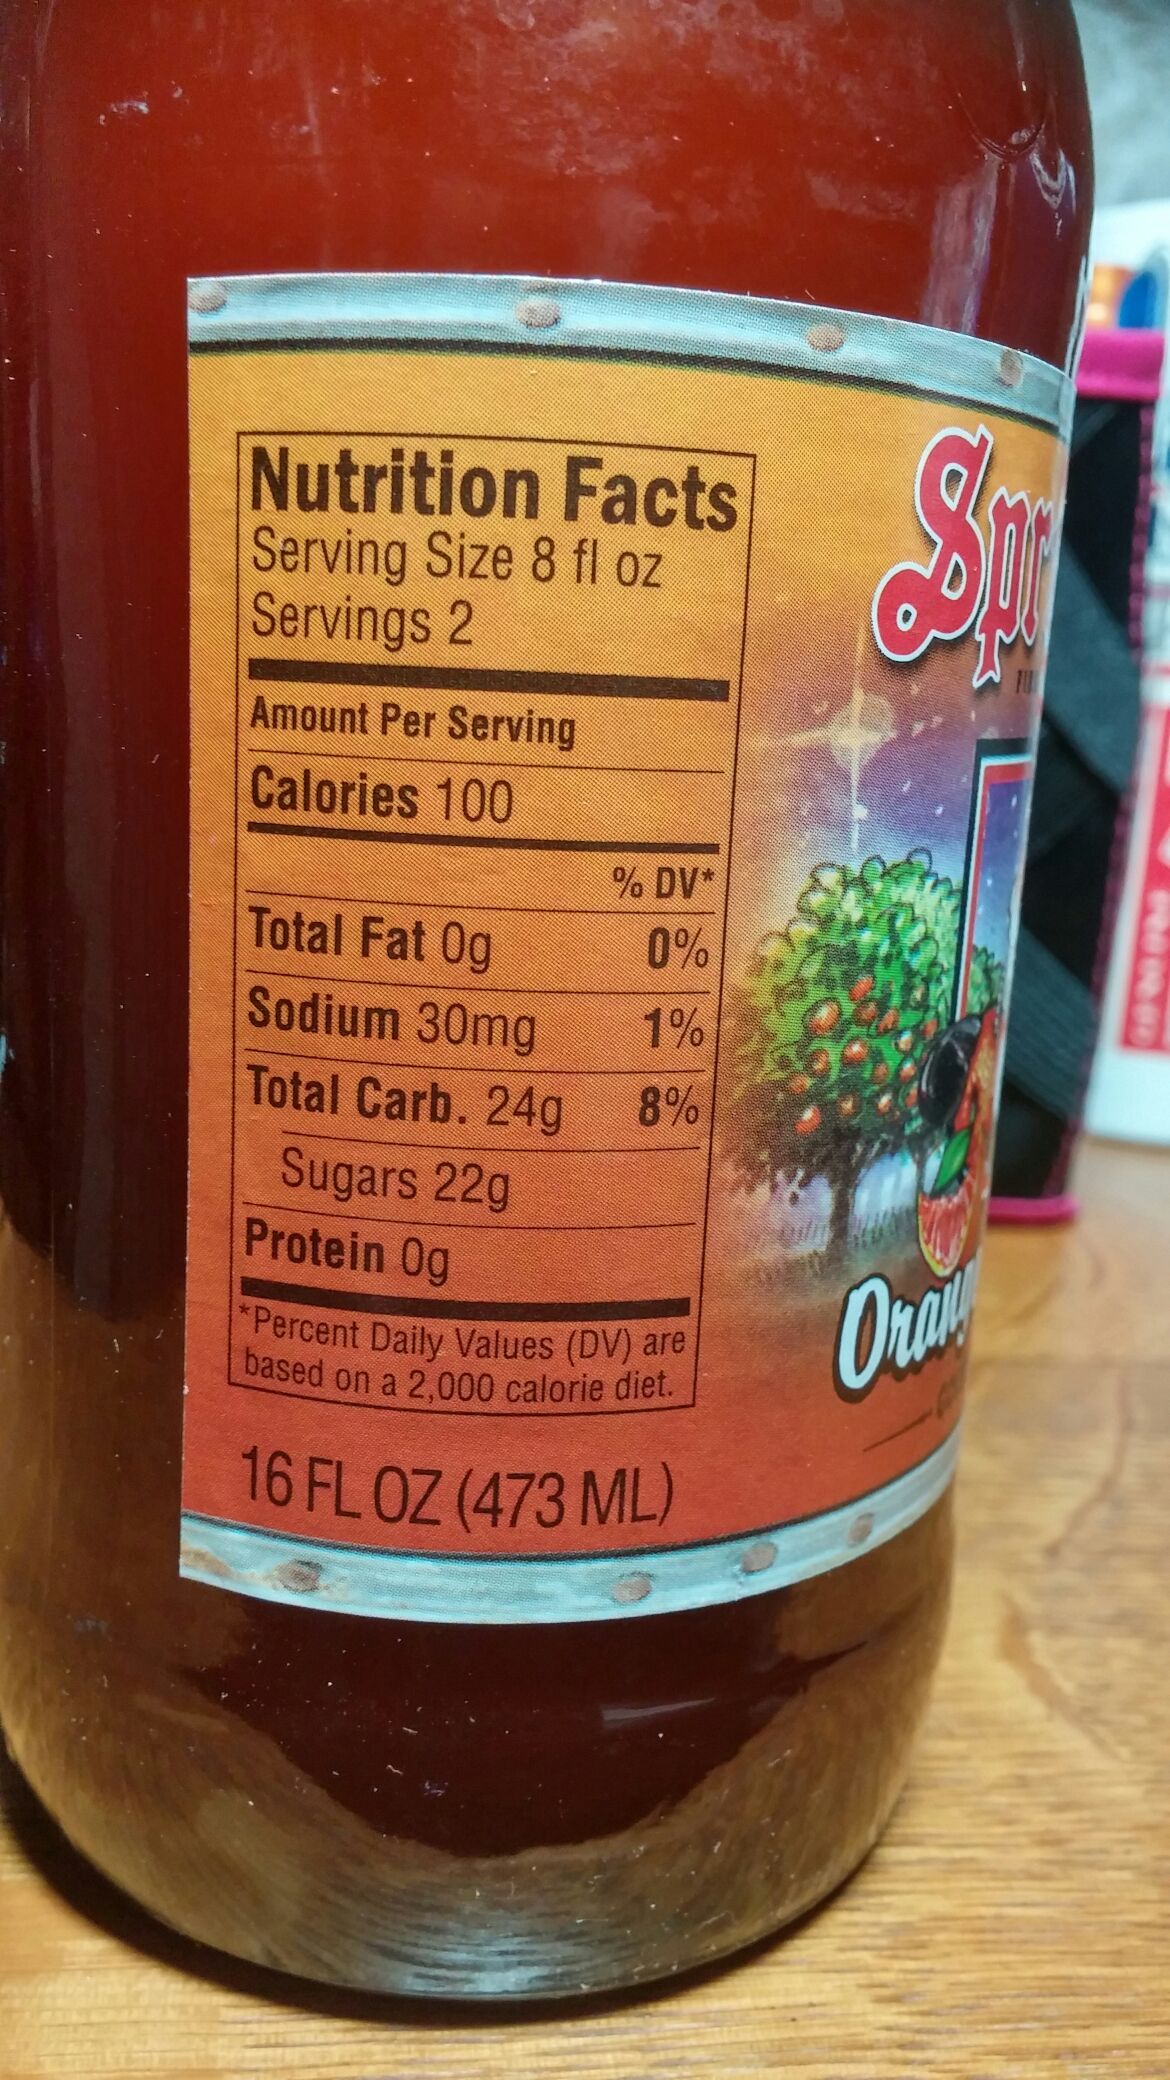 Nutrition Facts
Serving Size 8 fl oz
Servings 2
Amount Per Serving
Calories 100
% DV*
Total Fat 0g 0%
Sodium 30mg 1%
Total Carb. 24g 8%
Sugars 22g
Protein 0g
*Percent Daily Values (DV) are
based on a 2,000 calorie diet.
16 FL OZ (473 ML)
Spr
Orang